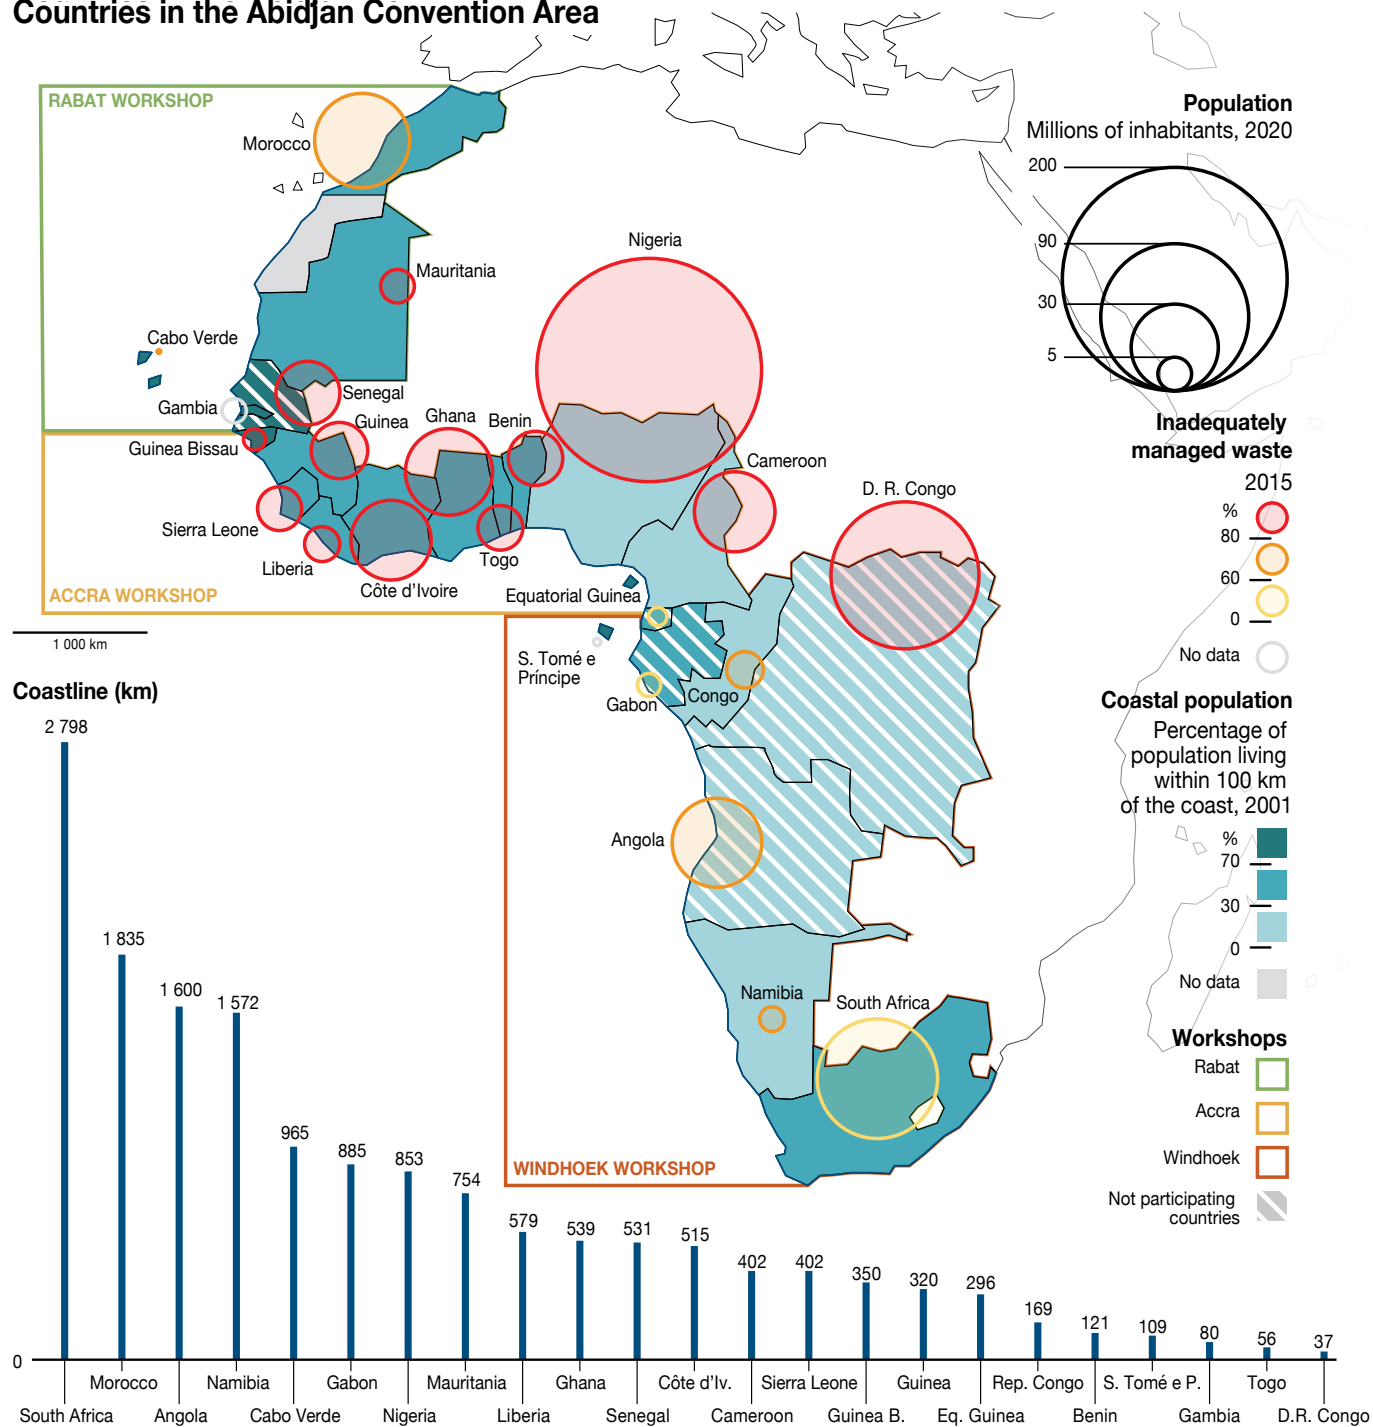 Countries in the Abidjan Convention Area
RABAT WORKSHOP
Morocco
Mauritania
Cabo Verde
Gambia
Senegal
Guinea Bissau
Guinea
Ghana
Benin
Nigeria
Cameroon
D. R. Congo
Sierra Leone
Liberia
Côte d'Ivoire
Togo
ACCRA WORKSHOP
Equatorial Guinea
S. Tomé e
Príncipe
Gabon
Congo
Angola
Namibia
South Africa
WINDHOEK WORKSHOP
1 000 km
Population
Millions of inhabitants, 2020
200
90
30
5
Inadequately
managed waste
2015
%
80
60
0
No data
Coastal population
Percentage of
population living
within 100 km
of the coast, 2001
%
70
30
0
No data
Workshops
Rabat
Accra
Windhoek
Not participating
countries
Coastline (km)
2 798
1 835
1 600
1 572
965
885
853
754
579
539
531
515
402
402
350
320
296
169
121
109
80
56
37
0
Morocco
Namibia
Gabon
Mauritania
Ghana
Côte d'Iv.
Sierra Leone
Guinea
Rep. Congo
S. Tomé e P.
Togo
South Africa
Angola
Cabo Verde
Nigeria
Liberia
Senegal
Cameroon
Guinea B.
Eq. Guinea
Benin
Gambia
D.R. Congo